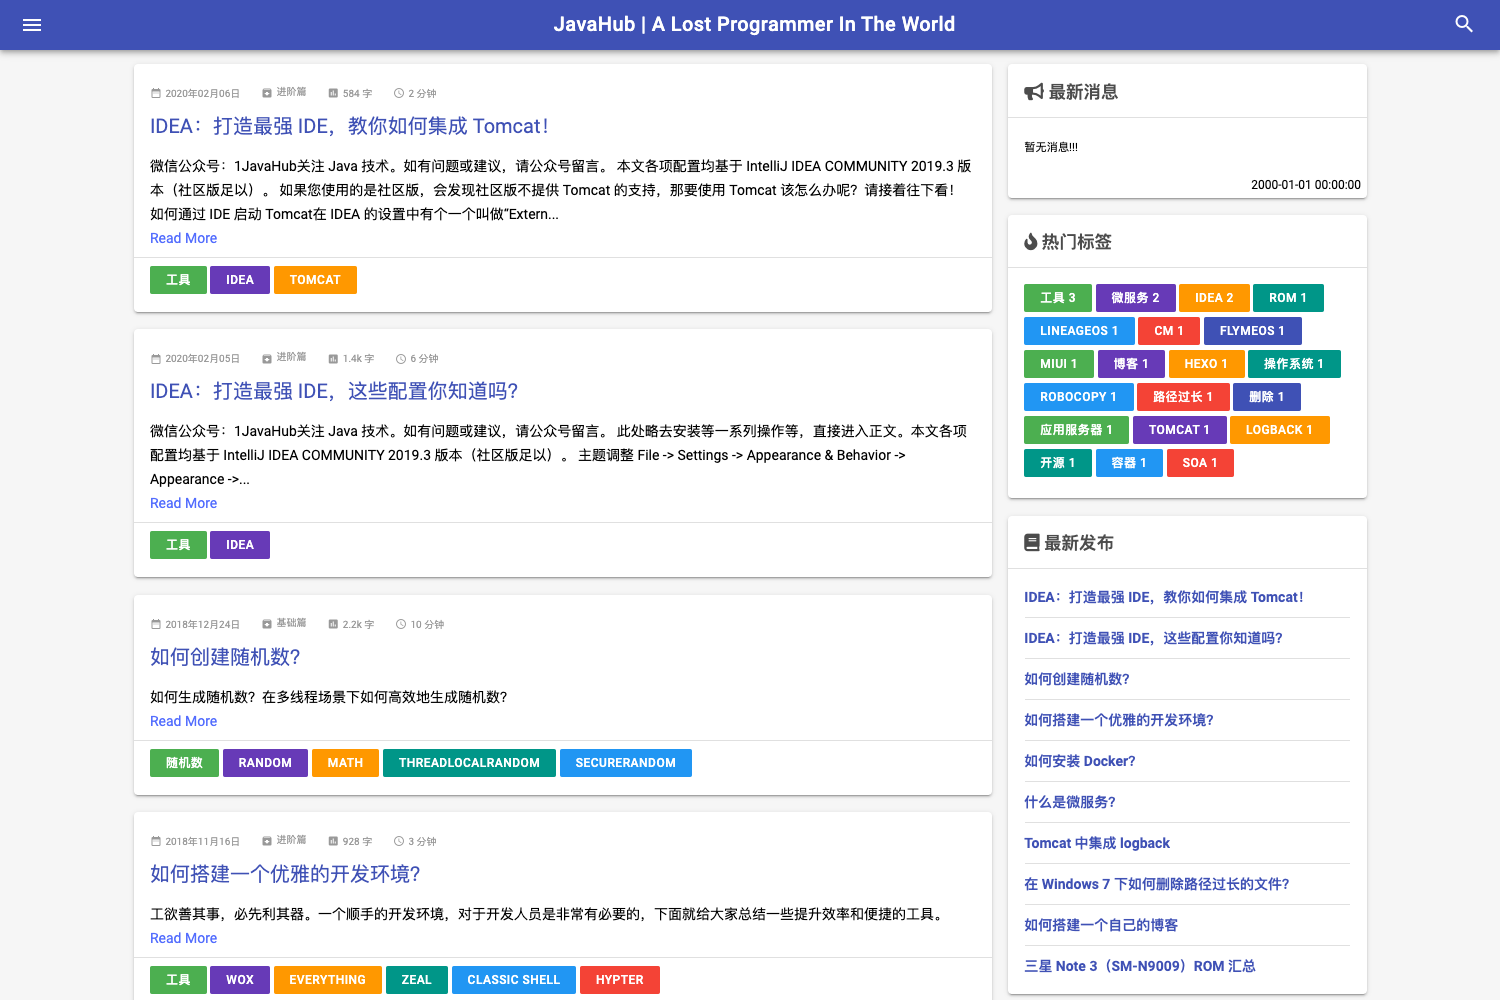 JavaHub | A Lost Programmer In The World
2020年02月06日 进阶篇 584 字 2 分钟
IDEA：打造最强 IDE，教你如何集成 Tomcat！
微信公众号：1JavaHub关注 Java 技术。如有问题或建议，请公众号留言。 本文各项配置均基于 IntelliJ IDEA COMMUNITY 2019.3 版
本（社区版足以）。 如果您使用的是社区版，会发现社区版不提供 Tomcat 的支持，那要使用 Tomcat 该怎么办呢？请接着往下看！
如何通过 IDE 启动 Tomcat在 IDEA 的设置中有个一个叫做“Extern...
Read More
工具 IDEA TOMCAT
2020年02月05日 进阶篇 1.4k 字 6 分钟
IDEA：打造最强 IDE，这些配置你知道吗？
微信公众号：1JavaHub关注 Java 技术。如有问题或建议，请公众号留言。 此处略去安装等一系列操作等，直接进入正文。本文各项
配置均基于 IntelliJ IDEA COMMUNITY 2019.3 版本（社区版足以）。 主题调整 File -> Settings -> Appearance & Behavior ->
Appearance ->...
Read More
工具 IDEA
2018年12月24日 基础篇 2.2k 字 10 分钟
如何创建随机数？
如何生成随机数？在多线程场景下如何高效地生成随机数？
Read More
随机数 RANDOM MATH THREADLOCALRANDOM SECURERANDOM
2018年11月16日 进阶篇 928 字 3 分钟
如何搭建一个优雅的开发环境？
工欲善其事，必先利其器。一个顺手的开发环境，对于开发人员是非常有必要的，下面就给大家总结一些提升效率和便捷的工具。
Read More
工具 WOX EVERYTHING ZEAL CLASSIC SHELL HYPTER
最新消息
暂无消息!!!
2000-01-01 00:00:00
热门标签
工具 3 微服务 2 IDEA 2 ROM 1
LINEAGEOS 1 CM 1 FLYMEOS 1
MIUI 1 博客 1 HEXO 1 操作系统 1
ROBOCOPY 1 路径过长 1 删除 1
应用服务器 1 TOMCAT 1 LOGBACK 1
开源 1 容器 1 SOA 1
最新发布
IDEA：打造最强 IDE，教你如何集成 Tomcat！
IDEA：打造最强 IDE，这些配置你知道吗？
如何创建随机数？
如何搭建一个优雅的开发环境？
如何安装 Docker？
什么是微服务？
Tomcat 中集成 logback
在 Windows 7 下如何删除路径过长的文件？
如何搭建一个自己的博客
三星 Note 3（SM-N9009）ROM 汇总